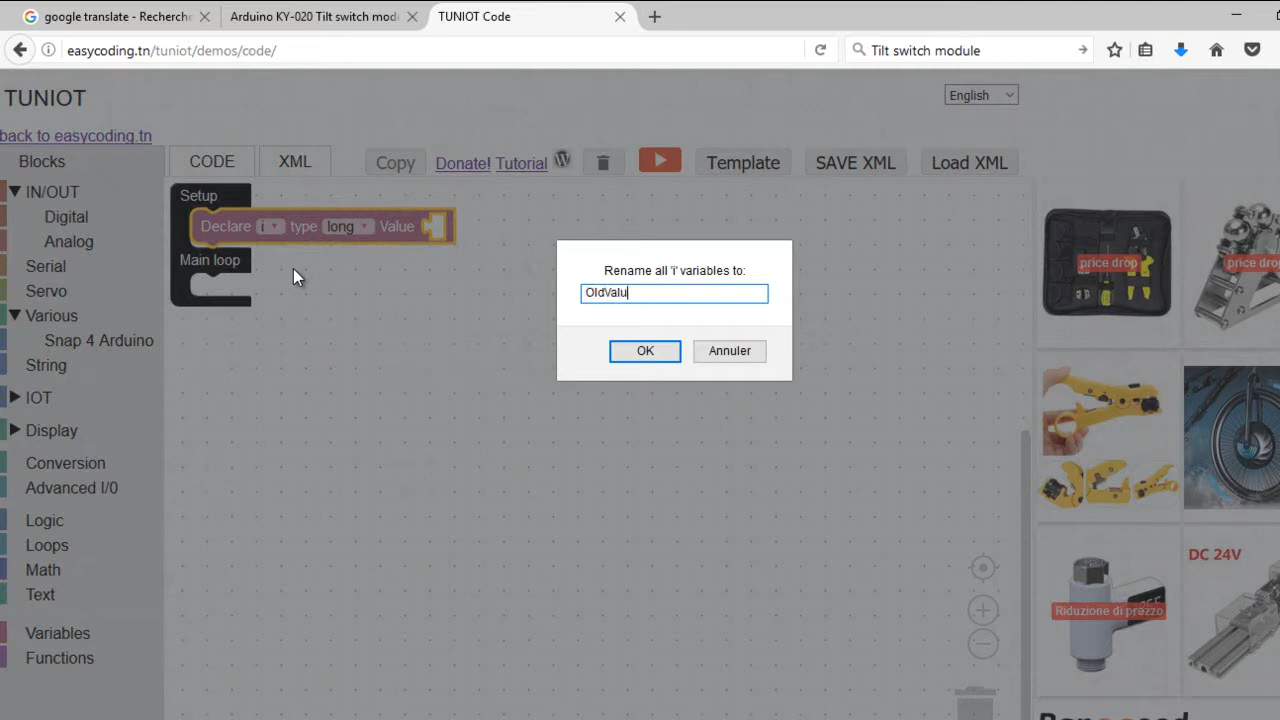 google translate - Recherche
Arduino KY-020 Tilt switch modu
TUNIOT Code
easycoding.tn/tuniot/demos/code/
Tilt switch module
TUNIOT
English
back to easycoding.tn
Blocks
CODE
XML
Copy
Donate!
Tutorial
Template
SAVE XML
Load XML
IN/OUT
Digital
Analog
Serial
Servo
Various
Snap 4 Arduino
String
IOT
Display
Conversion
Advanced I/0
Logic
Loops
Math
Text
Variables
Functions
Setup
Declare i type long Value
Main loop
Rename all 'i' variables to:
OldValu
OK
Annuler
price drop
price drop
DC 24V
Riduzione di prezzo